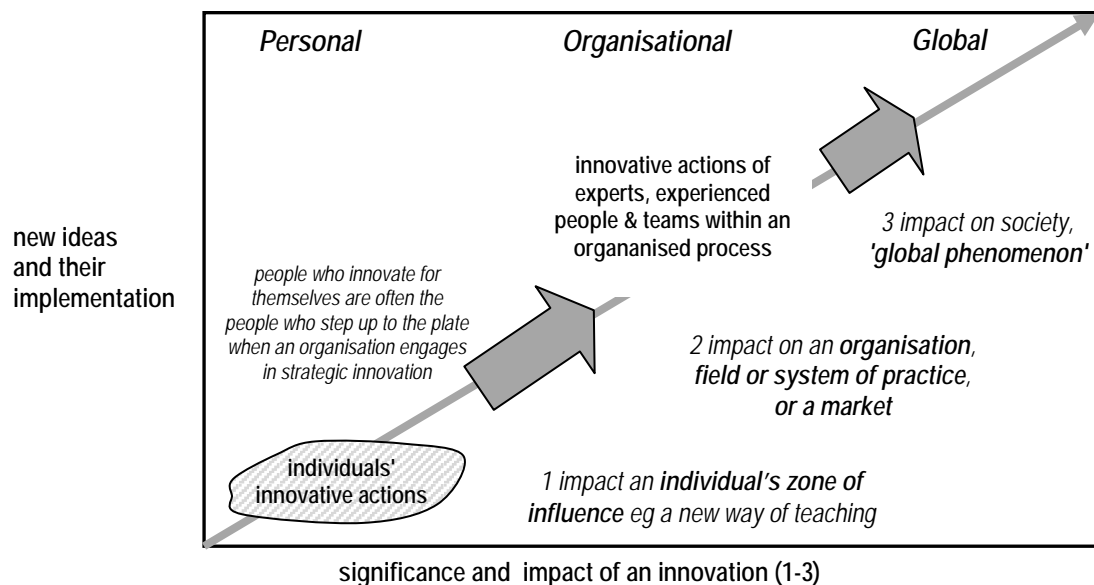 Personal
Organisational
Global
innovative actions of
experts, experienced
people & teams within an
organanised process
3 impact on society,
'global phenomenon'
new ideas
and their
implementation
people who innovate for
themselves are often the
people who step up to the plate
when an organisation engages
in strategic innovation
2 impact on an organisation,
field or system of practice,
or a market
individuals'
innovative actions
1 impact an individual's zone of
influence eg a new way of teaching
significance and impact of an innovation (1-3)